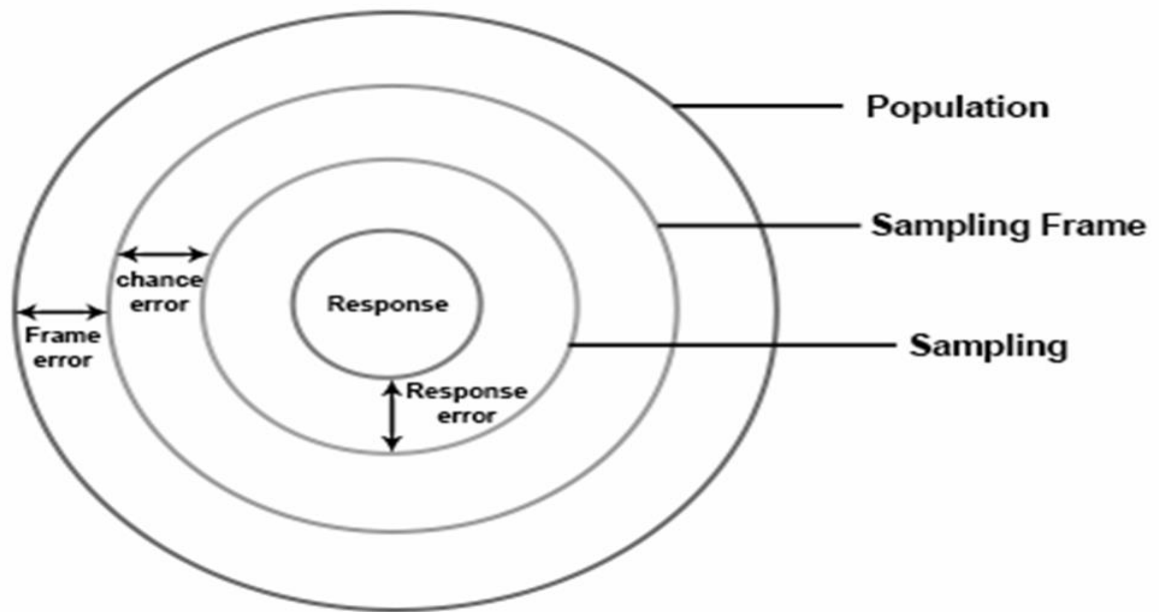 Population
Sampling Frame
chance
error
Response
Frame
error
Sampling
Response
error